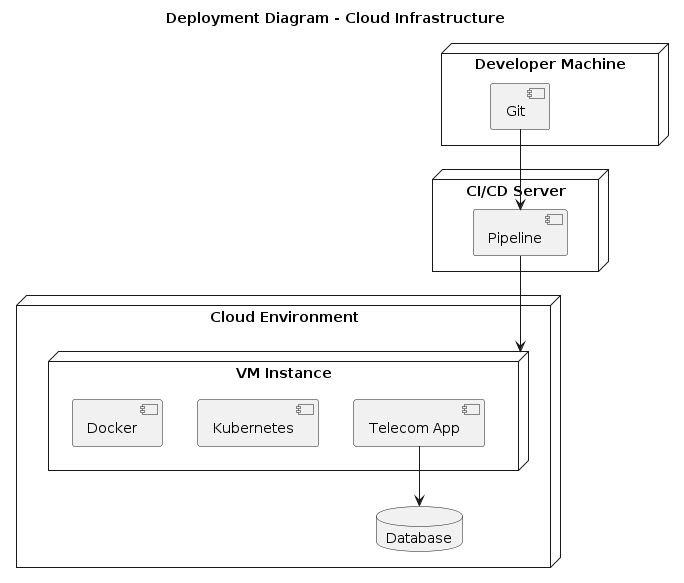 Deployment Diagram - Cloud Infrastructure
Developer Machine
Git
CI/CD Server
Pipeline
Cloud Environment
VM Instance
Docker
Kubernetes
Telecom App
Database